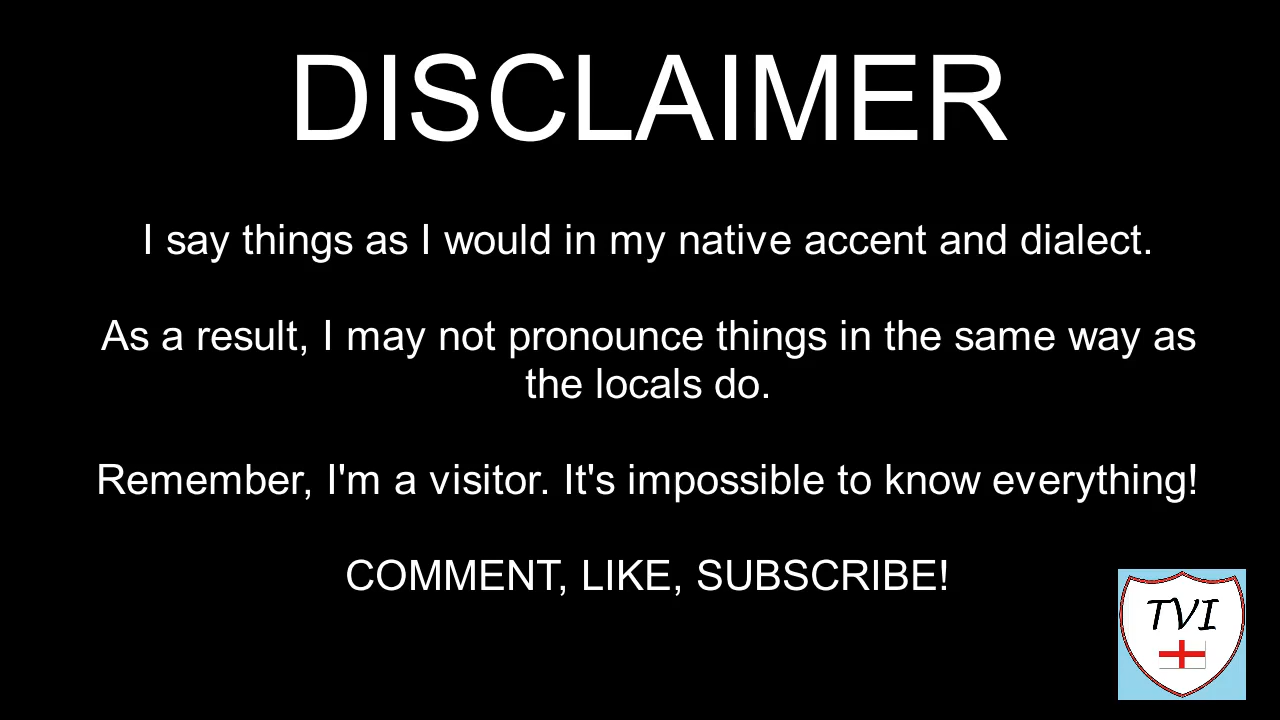 DISCLAIMER
I say things as I would in my native accent and dialect.
As a result, I may not pronounce things in the same way as
the locals do.
Remember, I'm a visitor. It's impossible to know everything!
COMMENT, LIKE, SUBSCRIBE!
TVI